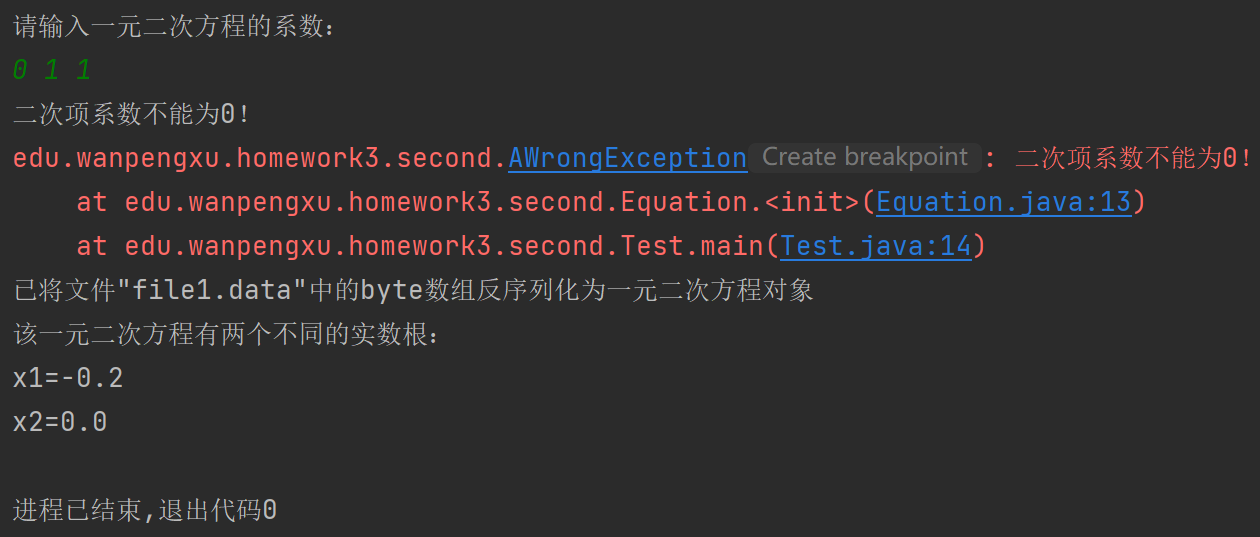 请输入一元二次方程的系数：
0 1 1
二次项系数不能为0！
edu.wanpengxu.homework3.second.AWrongException Create breakpoint : 二次项系数不能为0！
    at edu.wanpengxu.homework3.second.Equation.<init>(Equation.java:13)
    at edu.wanpengxu.homework3.second.Test.main(Test.java:14)
已将文件"file1.data"中的byte数组反序列化为一元二次方程对象
该一元二次方程有两个不同的实数根：
x1=-0.2
x2=0.0
进程已结束,退出代码0